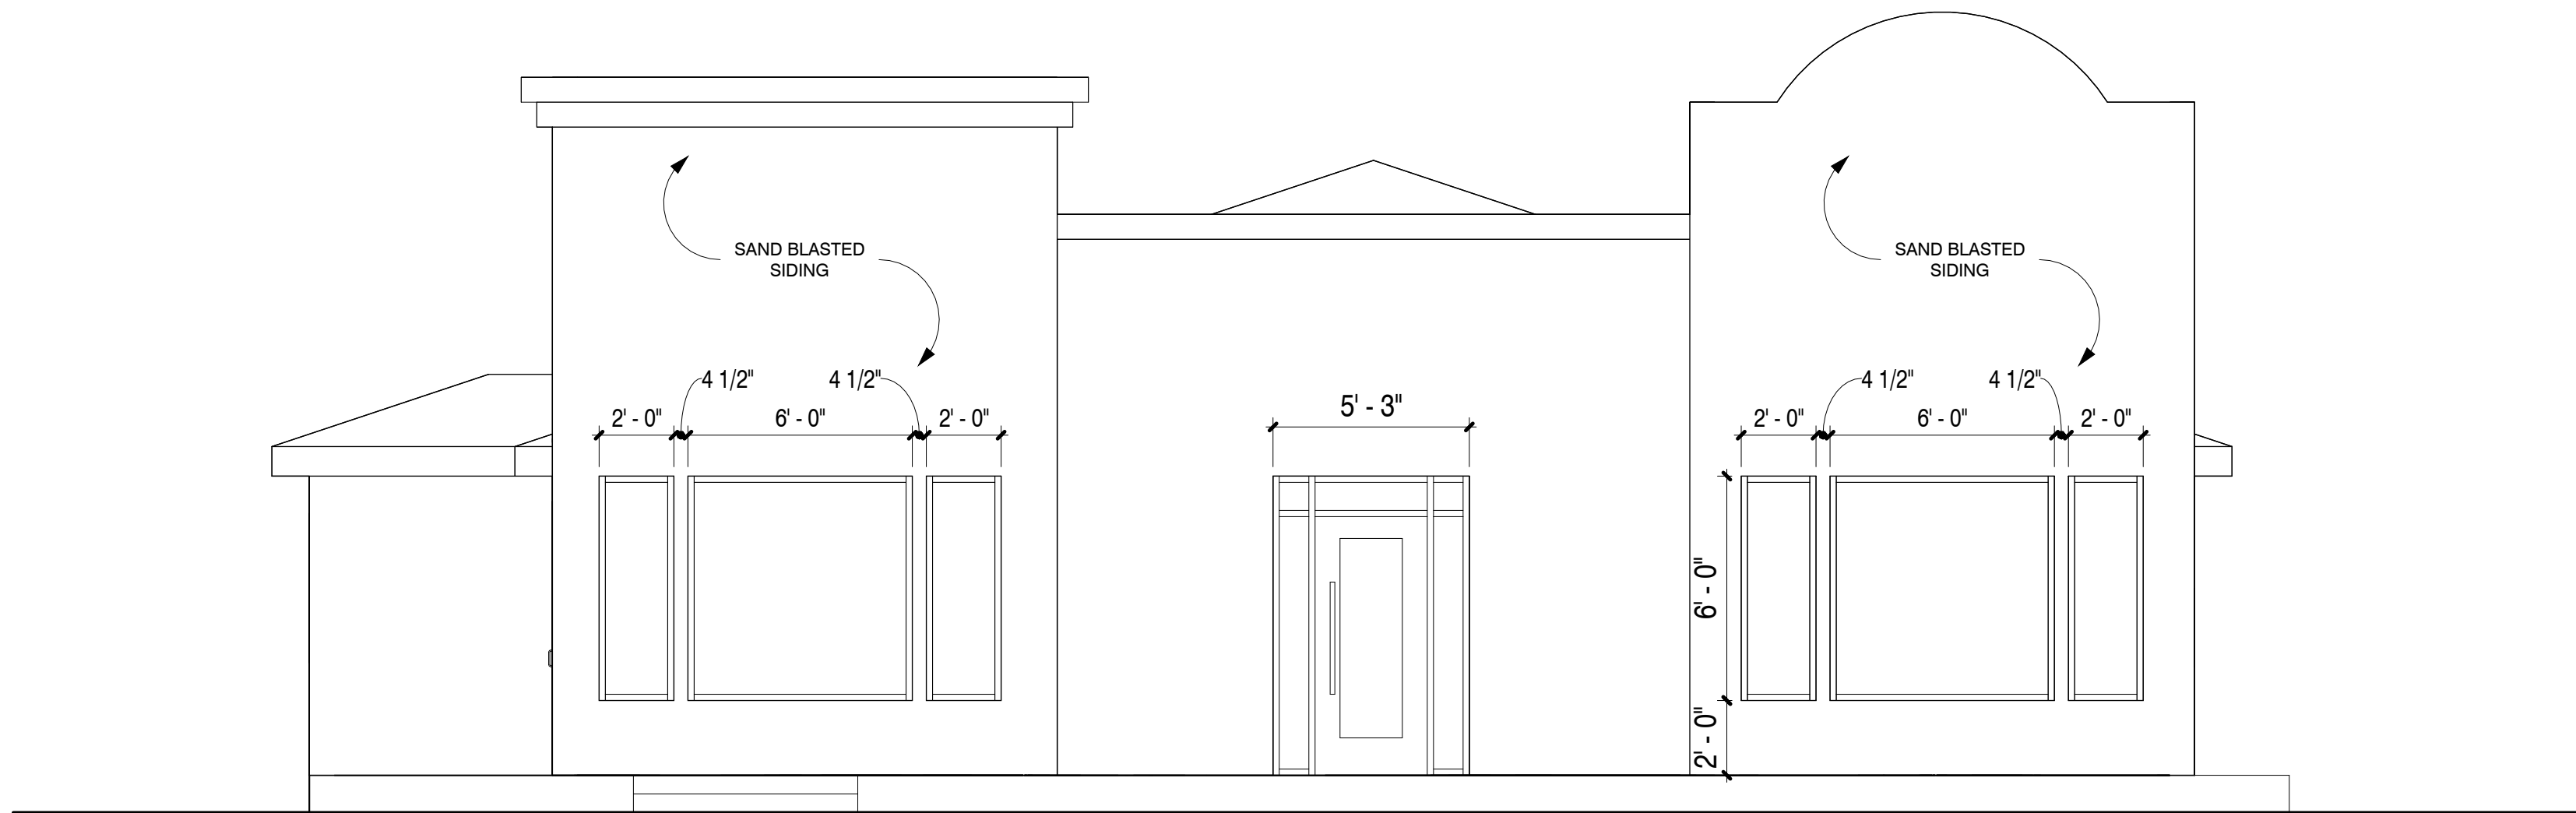 SAND BLASTED
SIDING
SAND BLASTED
SIDING
4 1/2"
4 1/2"
4 1/2"
4 1/2"
5' - 3"
2' - 0"
6' - 0"
2' - 0"
2' - 0"
6' - 0"
2' - 0"
6' - 0"
2' - 0"